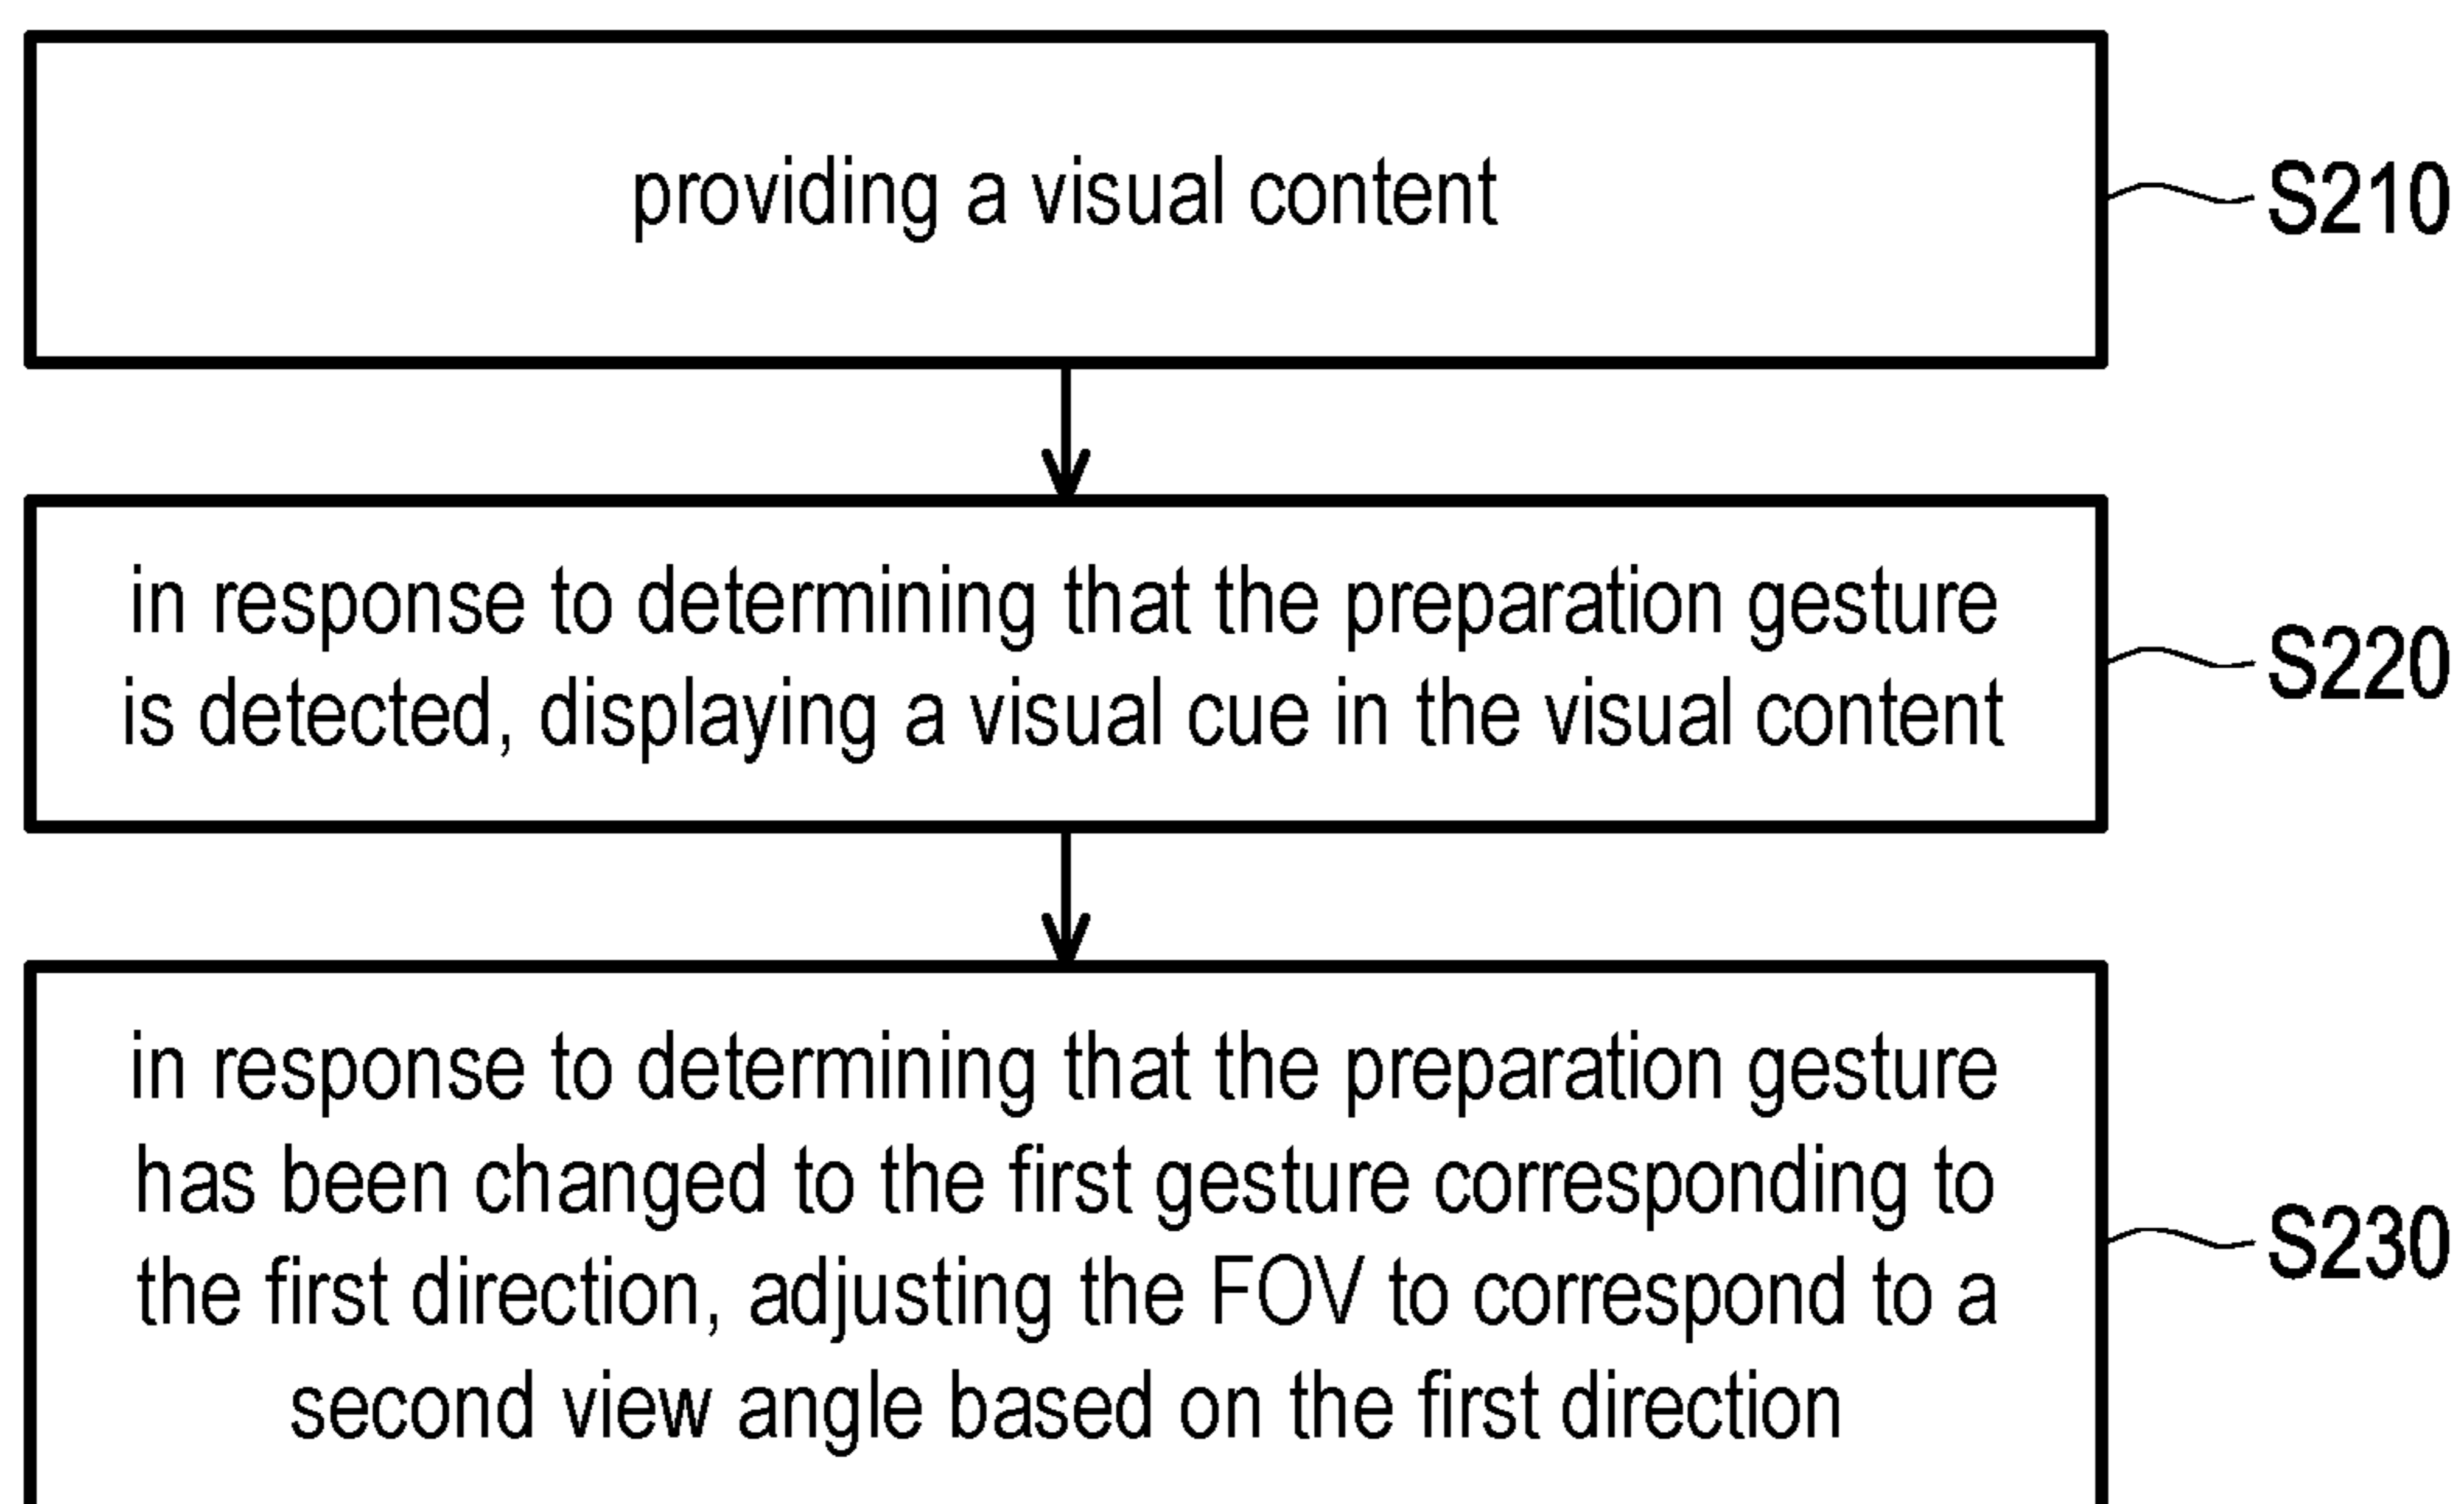 providing a visual content
S210
in response to determining that the preparation gesture
is detected, displaying a visual cue in the visual content
S220
in response to determining that the preparation gesture
has been changed to the first gesture corresponding to
the first direction, adjusting the FOV to correspond to a
second view angle based on the first direction
S230